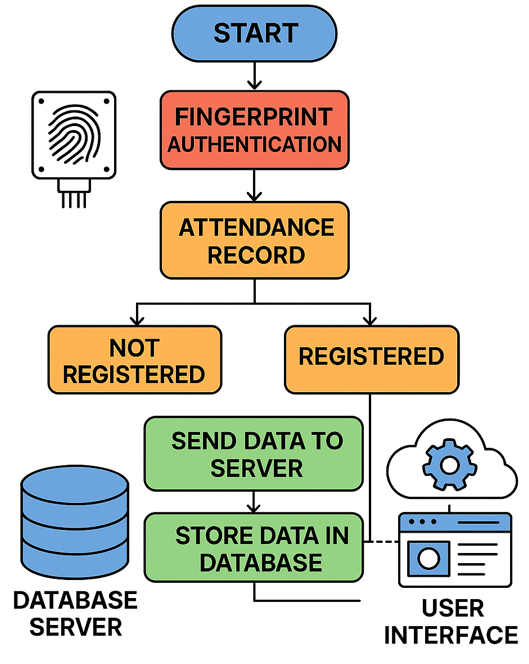 START
FINGERPRINT
AUTHENTICATION
ATTENDANCE
RECORD
NOT
REGISTERED
REGISTERED
SEND DATA TO
SERVER
STORE DATA IN
DATABASE
DATABASE
SERVER
USER
INTERFACE